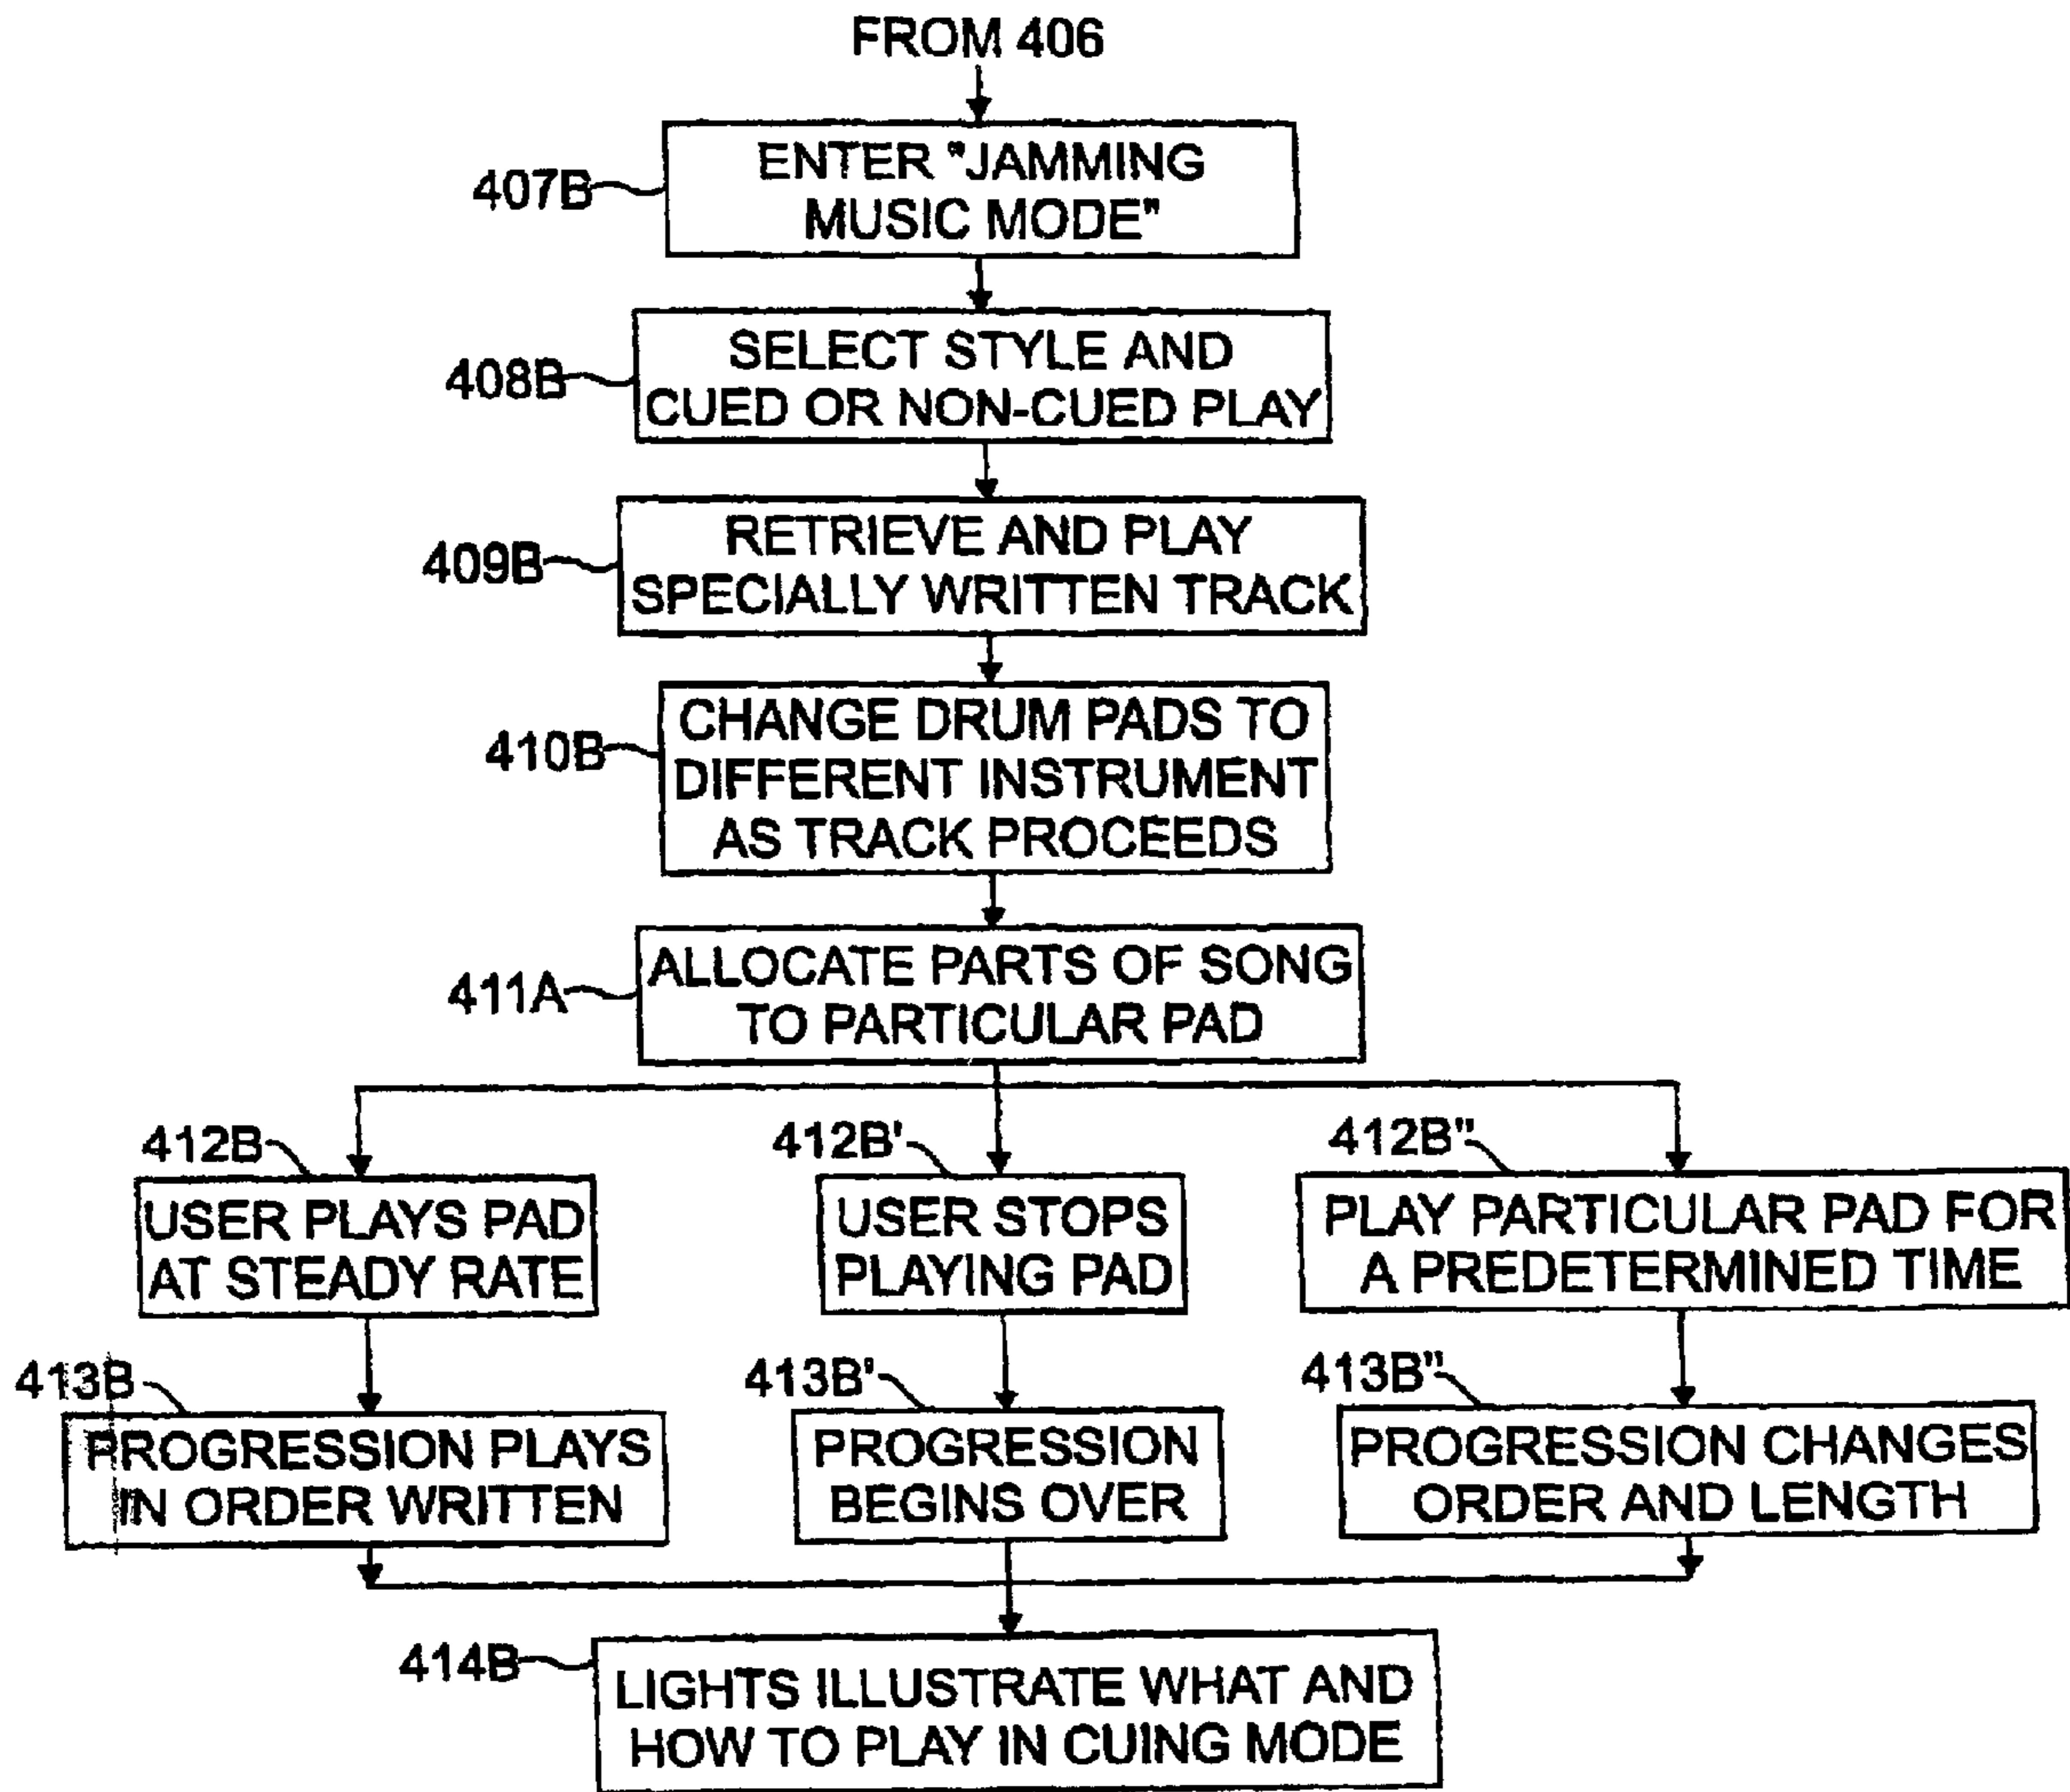 FROM 406
407B
ENTER "JAMMING
MUSIC MODE"
408B
SELECT STYLE AND
CUED OR NON-CUED PLAY
409B
RETRIEVE AND PLAY
SPECIALLY WRITTEN TRACK
410B
CHANGE DRUM PADS TO
DIFFERENT INSTRUMENT
AS TRACK PROCEEDS
411A
ALLOCATE PARTS OF SONG
TO PARTICULAR PAD
412B
USER PLAYS PAD
AT STEADY RATE
412B'
USER STOPS
PLAYING PAD
412B"
PLAY PARTICULAR PAD FOR
A PREDETERMINED TIME
413B
PROGRESSION PLAYS
IN ORDER WRITTEN
413B'
PROGRESSION
BEGINS OVER
413B"
PROGRESSION CHANGES
ORDER AND LENGTH
414B
LIGHTS ILLUSTRATE WHAT AND
HOW TO PLAY IN CUING MODE